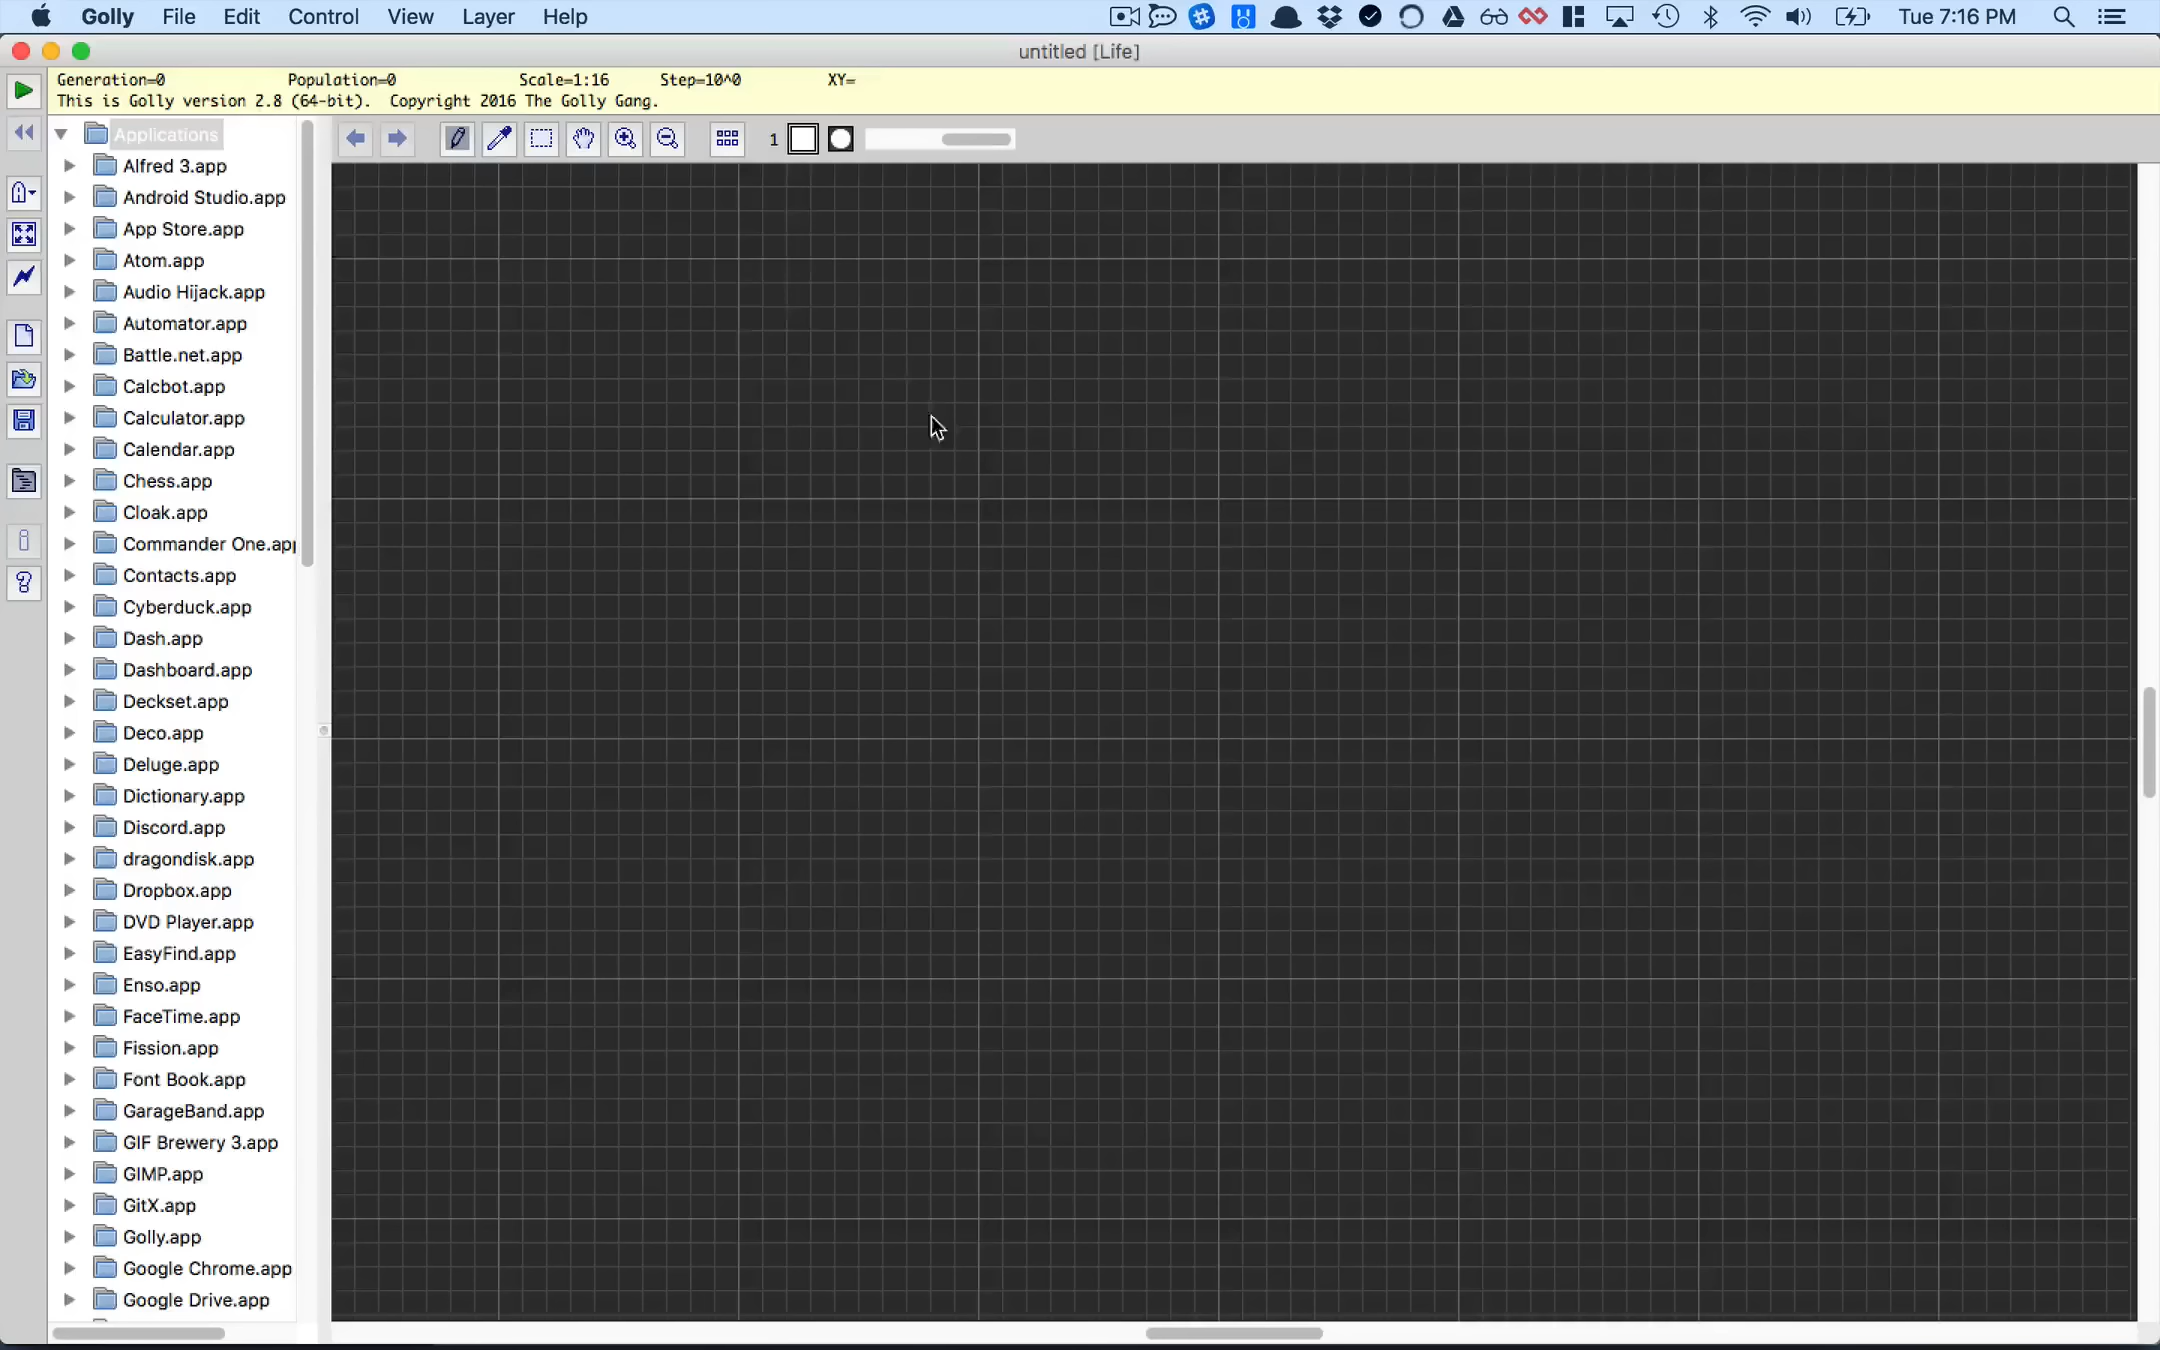 Golly File Edit Control View Layer Help Tue 7:16 PM
untitled [Life]
Generation=0 Population=0 Scale=1:16 Step=10^0 XY=
This is Golly version 2.8 (64-bit). Copyright 2016 The Golly Gang.
1
Applications
Alfred 3.app
Android Studio.app
App Store.app
Atom.app
Audio Hijack.app
Automator.app
Battle.net.app
Calcbot.app
Calculator.app
Calendar.app
Chess.app
Cloak.app
Commander One.app
Contacts.app
Cyberduck.app
Dash.app
Dashboard.app
Deckset.app
Deco.app
Deluge.app
Dictionary.app
Discord.app
dragondisk.app
Dropbox.app
DVD Player.app
EasyFind.app
Enso.app
FaceTime.app
Fission.app
Font Book.app
GarageBand.app
GIF Brewery 3.app
GIMP.app
GitX.app
Golly.app
Google Chrome.app
Google Drive.app